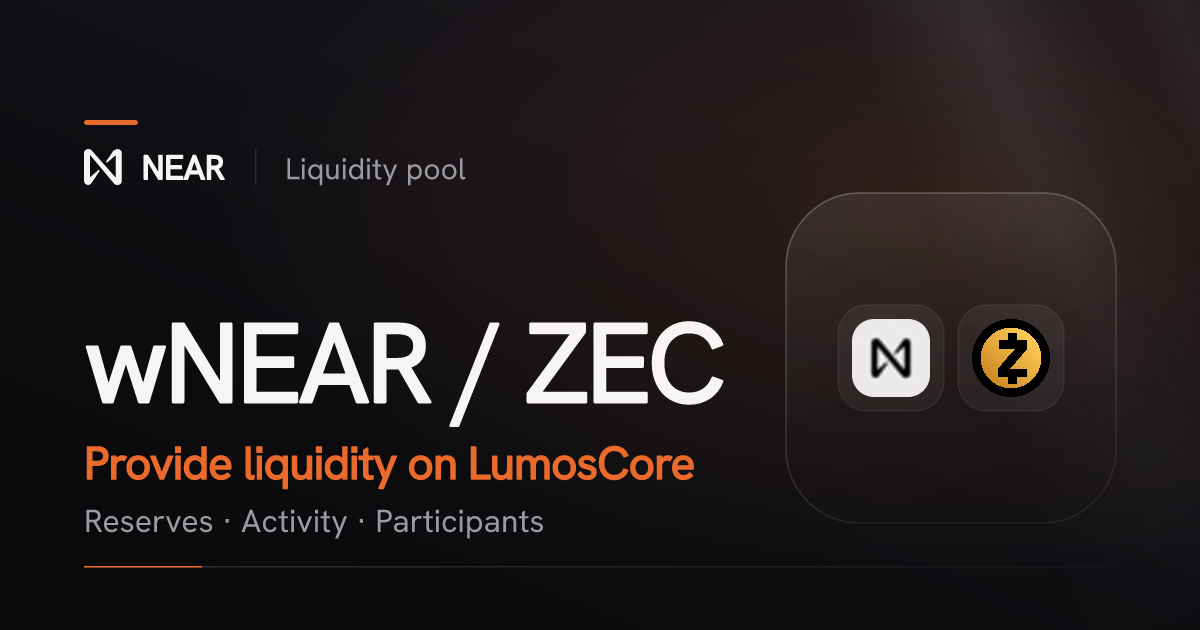 NEAR Liquidity pool
wNEAR / ZEC
Provide liquidity on LumosCore
Reserves · Activity · Participants